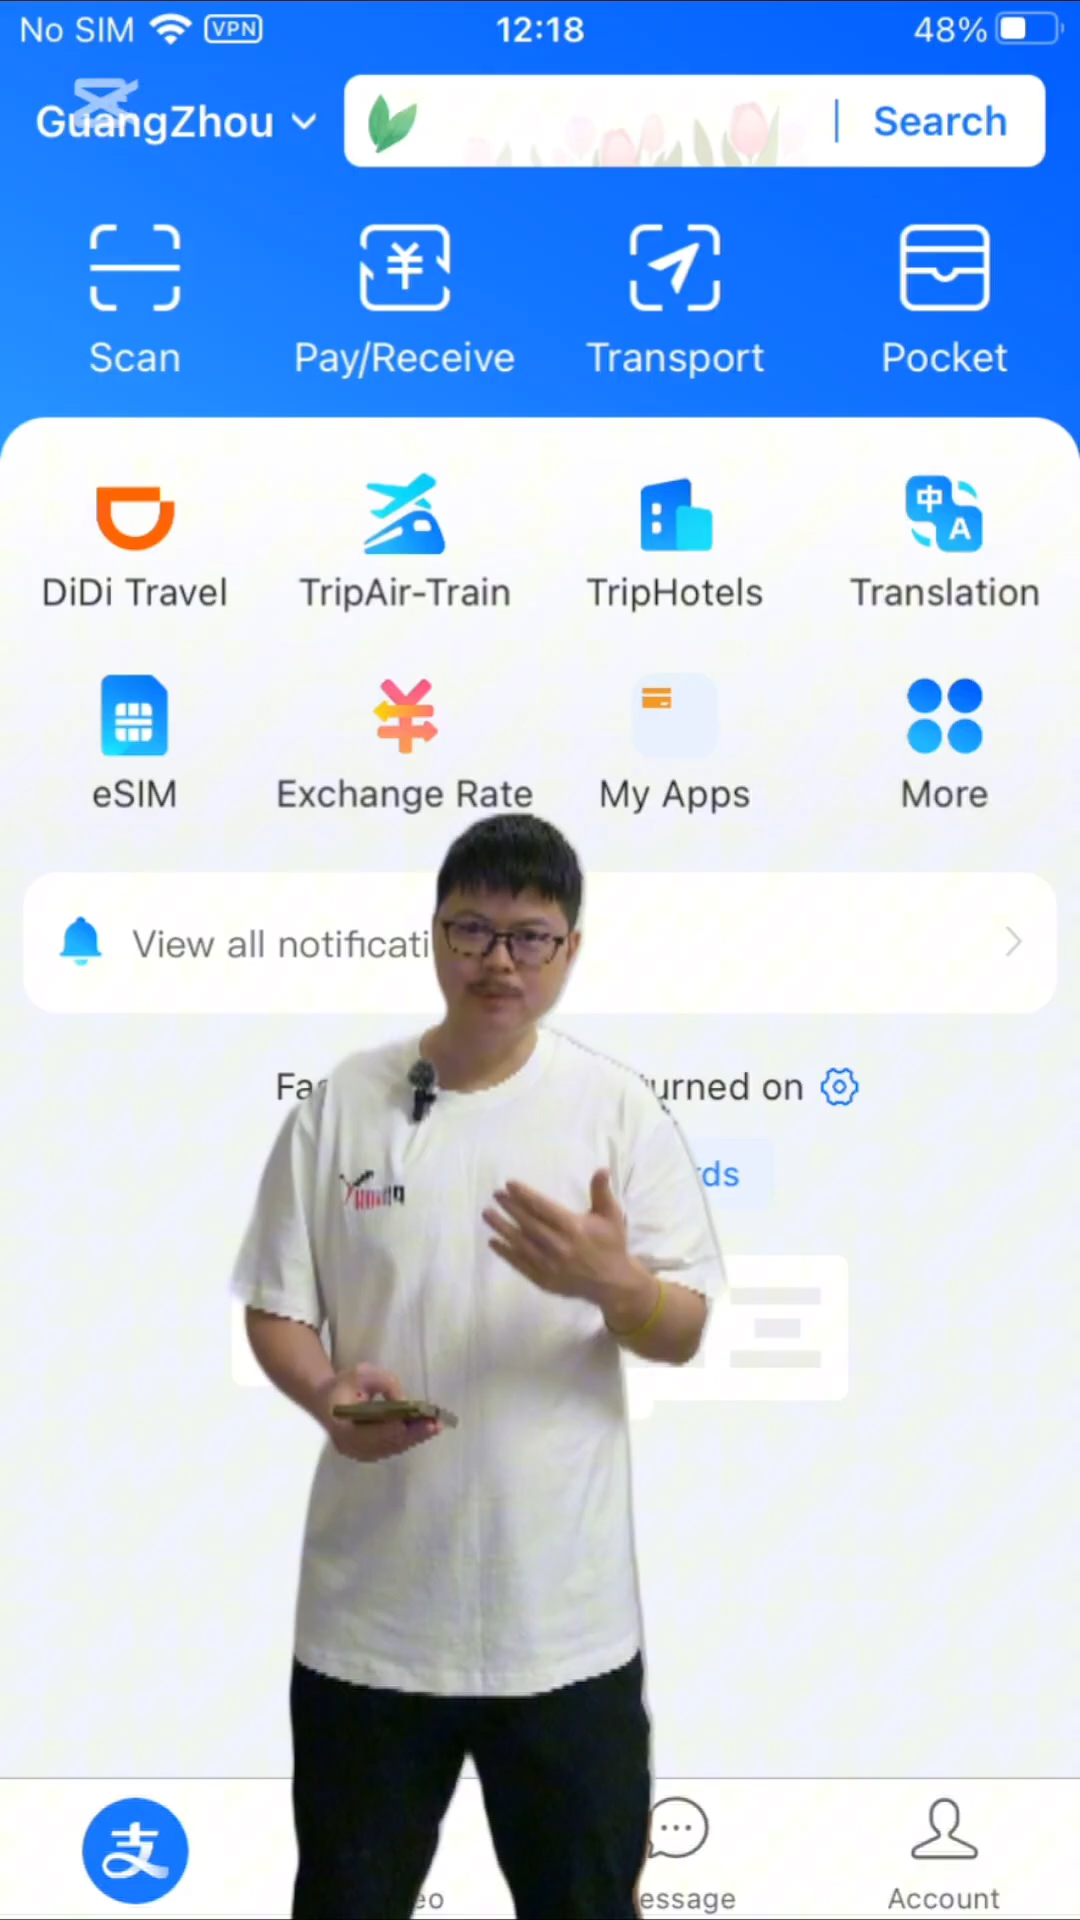 No SIM VPN 12:18 48%
GuangZhou Search
Scan Pay/Receive Transport Pocket
中 A
DiDi Travel TripAir-Train TripHotels Translation
eSIM Exchange Rate My Apps More
View all notificati
Fa urned on
rds
支
eo essage Account